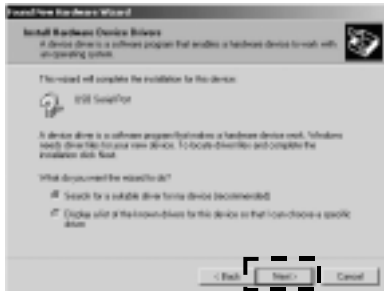 Found New Hardware Wizard
Install Hardware Device Drivers
A device driver is a software program that enables a hardware device to work with
an operating system.
This wizard will complete the installation for this device:
USB Serial Port
A device driver is a software program that makes a hardware device work. Windows
needs driver files for your new device. To locate driver files and complete the
installation click Next.
What do you want the wizard to do?
Search for a suitable driver for my device (recommended)
Display a list of the known drivers for this device so that I can choose a specific
driver
< Back Next > Cancel